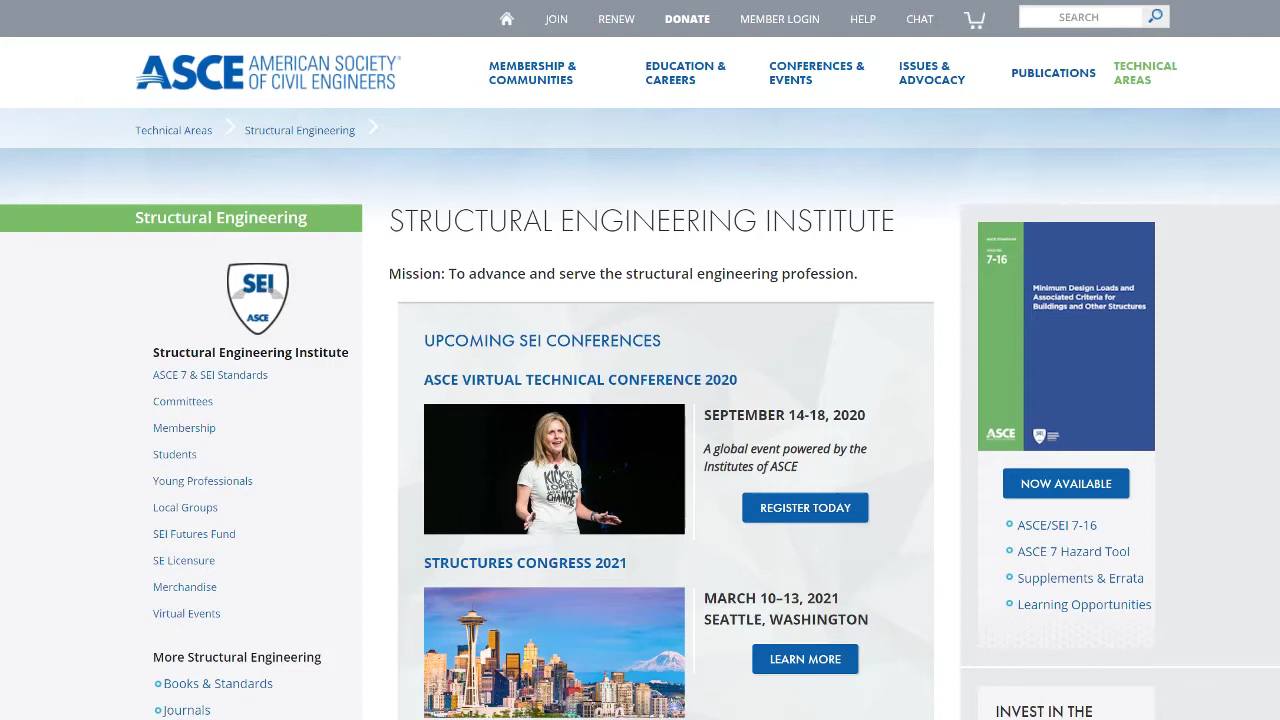 JOIN
RENEW
DONATE
MEMBER LOGIN
HELP
CHAT
SEARCH
ASCE AMERICAN SOCIETY
OF CIVIL ENGINEERS
MEMBERSHIP &
COMMUNITIES
EDUCATION &
CAREERS
CONFERENCES &
EVENTS
ISSUES &
ADVOCACY
PUBLICATIONS
TECHNICAL
AREAS
Technical Areas
Structural Engineering
Structural Engineering
SEI
ASCE
Structural Engineering Institute
ASCE 7 & SEI Standards
Committees
Membership
Students
Young Professionals
Local Groups
SEI Futures Fund
SE Licensure
Merchandise
Virtual Events
More Structural Engineering
Books & Standards
Journals
STRUCTURAL ENGINEERING INSTITUTE
Mission: To advance and serve the structural engineering profession.
UPCOMING SEI CONFERENCES
ASCE VIRTUAL TECHNICAL CONFERENCE 2020
KICK THE
CHANGE
SEPTEMBER 14-18, 2020
A global event powered by the
Institutes of ASCE
REGISTER TODAY
STRUCTURES CONGRESS 2021
MARCH 10–13, 2021
SEATTLE, WASHINGTON
LEARN MORE
7-16
Minimum Design Loads and
Associated Criteria for
Buildings and Other Structures
ASCE
NOW AVAILABLE
ASCE/SEI 7-16
ASCE 7 Hazard Tool
Supplements & Errata
Learning Opportunities
INVEST IN THE